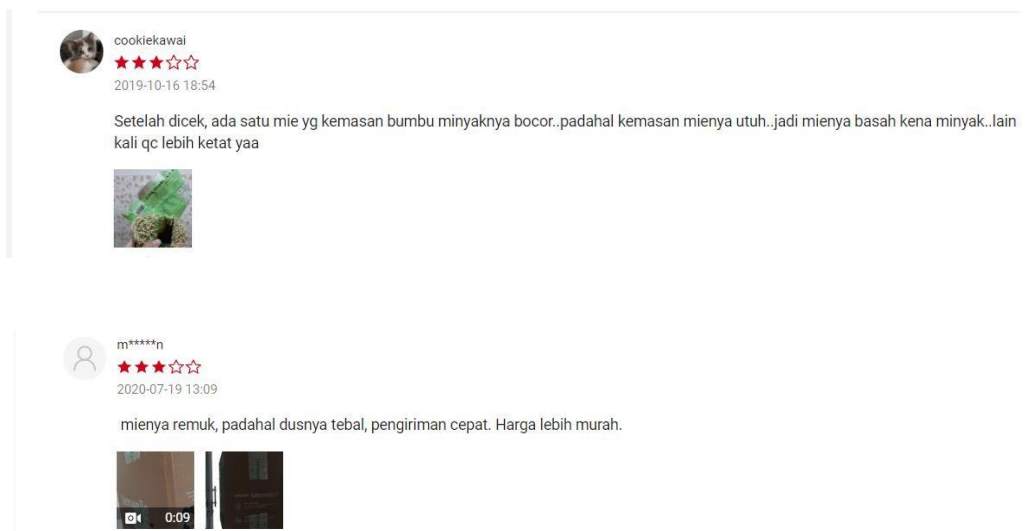 cookiekawai
2019-10-16 18:54
Setelah dicek, ada satu mie yg kemasan bumbu minyaknya bocor..padahal kemasan mienya utuh..jadi mienya basah kena minyak..lain
kali qc lebih ketat yaa
m*****n
2020-07-19 13:09
mienya remuk, padahal dusnya tebal, pengiriman cepat. Harga lebih murah.
0:09